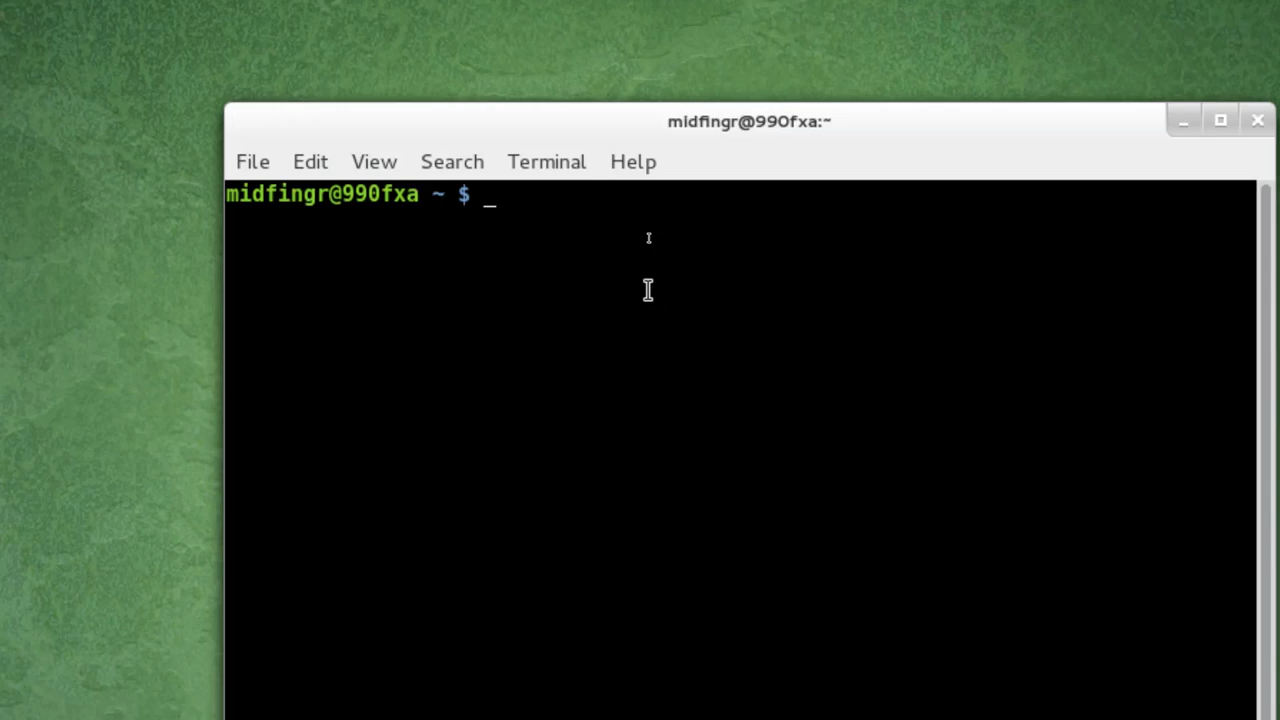 midfingr@990fxa:~
File Edit View Search Terminal Help
midfingr@990fxa ~ $ _